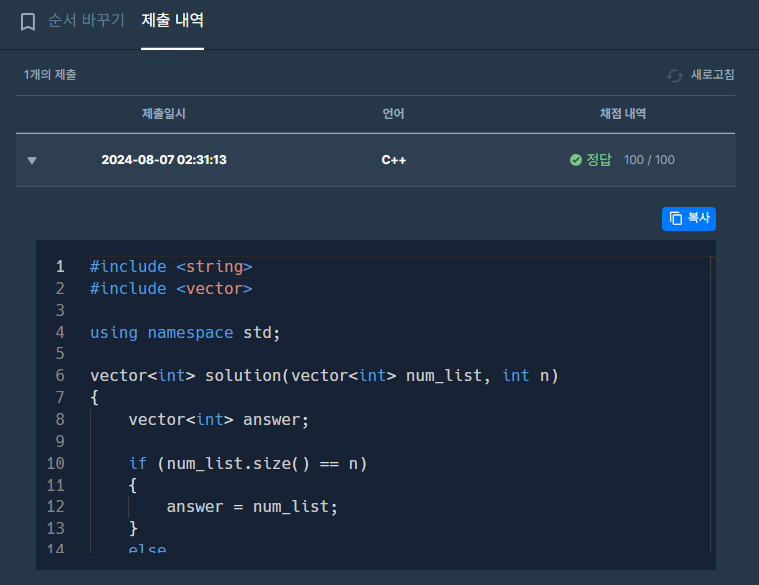 순서 바꾸기 제출 내역
1개의 제출 새로고침
제출일시 언어 채점 내역
2024-08-07 02:31:13 C++ 정답 100 / 100
복사
1 #include <string>
2 #include <vector>
3
4 using namespace std;
5
6 vector<int> solution(vector<int> num_list, int n)
7 {
8     vector<int> answer;
9
10     if (num_list.size() == n)
11     {
12         answer = num_list;
13     }
14     else